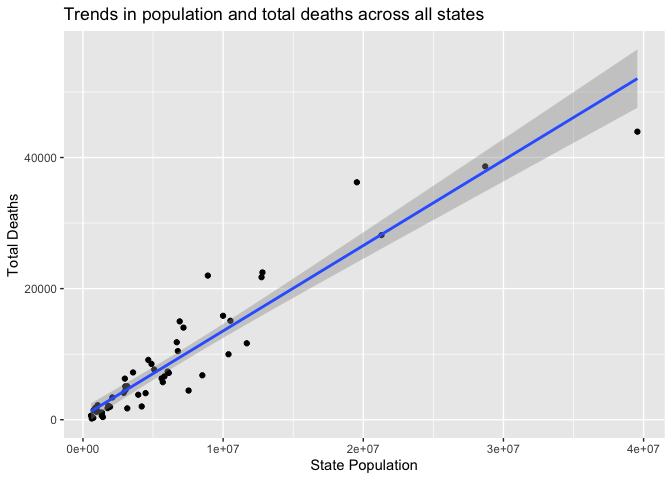 Trends in population and total deaths across all states
Total Deaths
40000
20000
0
0e+00 1e+07 2e+07 3e+07 4e+07
State Population